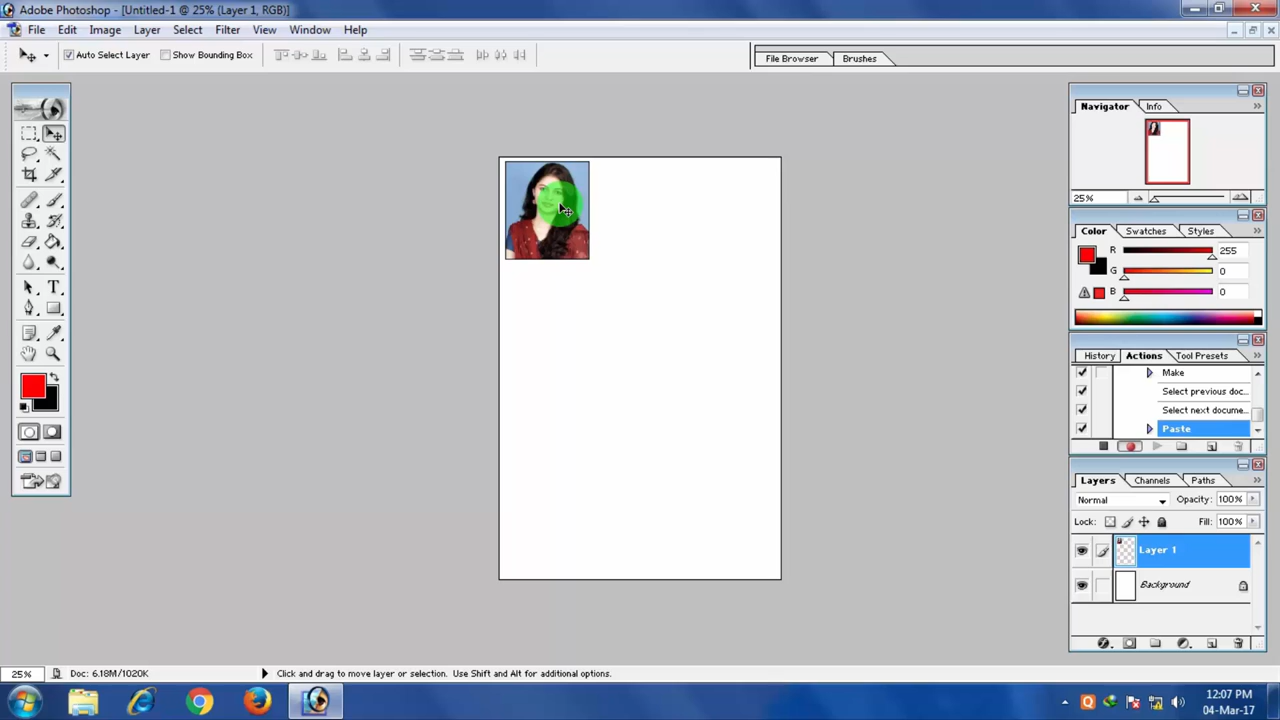 Adobe Photoshop - [Untitled-1 @ 25% (Layer 1, RGB)]
File Edit Image Layer Select Filter View Window Help
Auto Select Layer Show Bounding Box
File Browser Brushes
Navigator Info
25%
Color Swatches Styles
R 255
G 0
B 0
History Actions Tool Presets
Make
Select previous doc...
Select next docume...
Paste
Layers Channels Paths
Normal Opacity: 100%
Lock: Fill: 100%
Layer 1
Background
25% Doc: 6.18M/1020K Click and drag to move layer or selection. Use Shift and Alt for additional options.
12:07 PM
04-Mar-17